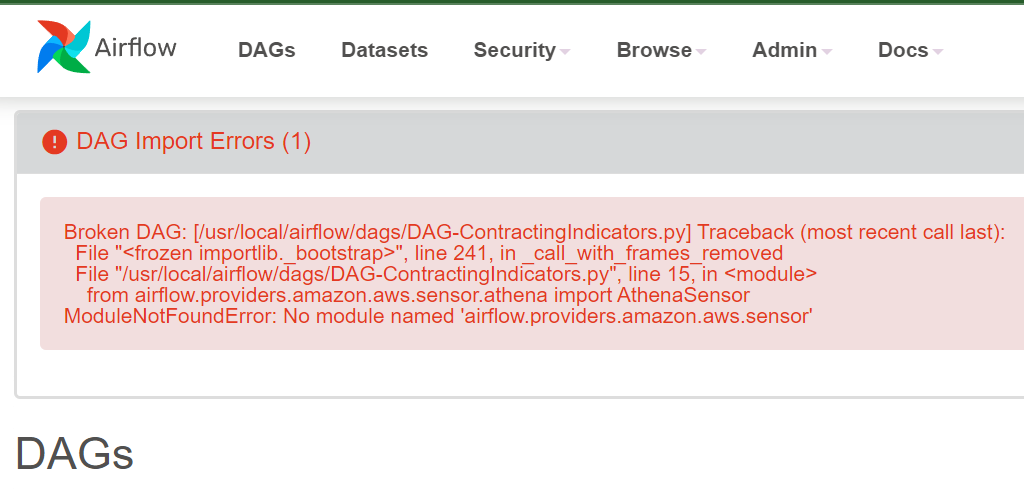 Airflow DAGs Datasets Security Browse Admin Docs
! DAG Import Errors (1)
Broken DAG: [/usr/local/airflow/dags/DAG-ContractingIndicators.py] Traceback (most recent call last):
File "<frozen importlib._bootstrap>", line 241, in _call_with_frames_removed
File "/usr/local/airflow/dags/DAG-ContractingIndicators.py", line 15, in <module>
from airflow.providers.amazon.aws.sensor.athena import AthenaSensor
ModuleNotFoundError: No module named 'airflow.providers.amazon.aws.sensor'
DAGs